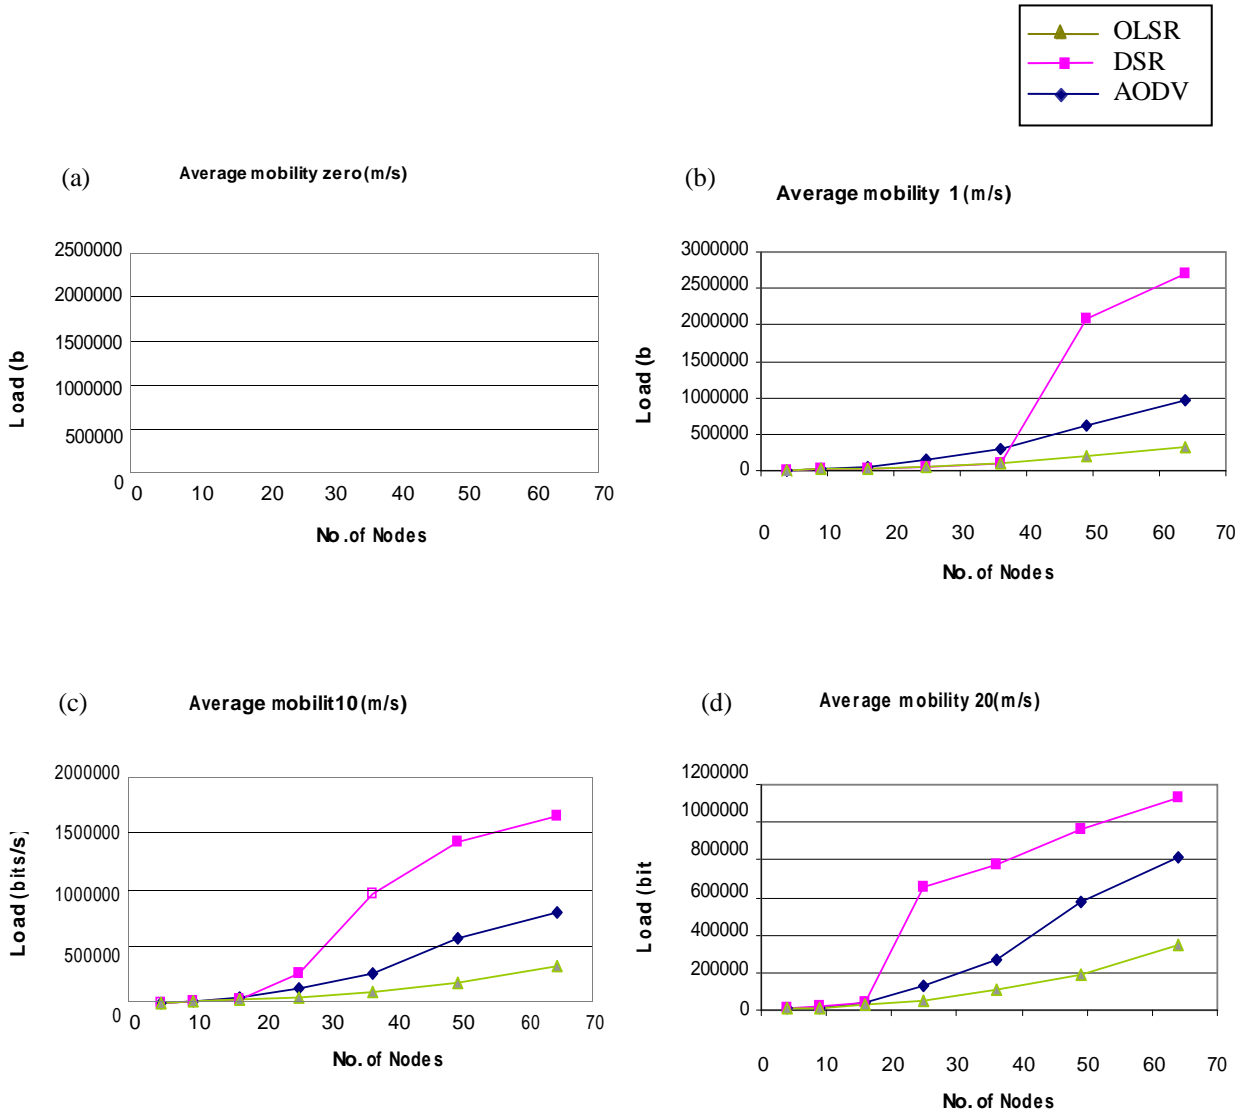 OLSR
DSR
AODV
(a)
Average mobility zero (m/s)
2500000
2000000
1500000
1000000
500000
0
0 10 20 30 40 50 60 70
Load (b
No .of Nodes
(b)
Average mobility 1 (m/s)
3000000
2500000
2000000
1500000
1000000
500000
0
0 10 20 30 40 50 60 70
Load (b
No. of Nodes
(c)
Average mobilit10 (m/s)
2000000
1500000
1000000
500000
0
0 10 20 30 40 50 60 70
Load (bits/s)
No. of Nodes
(d)
Average mobility 20(m/s)
1200000
1000000
800000
600000
400000
200000
0
0 10 20 30 40 50 60 70
Load (bit
No. of Nodes